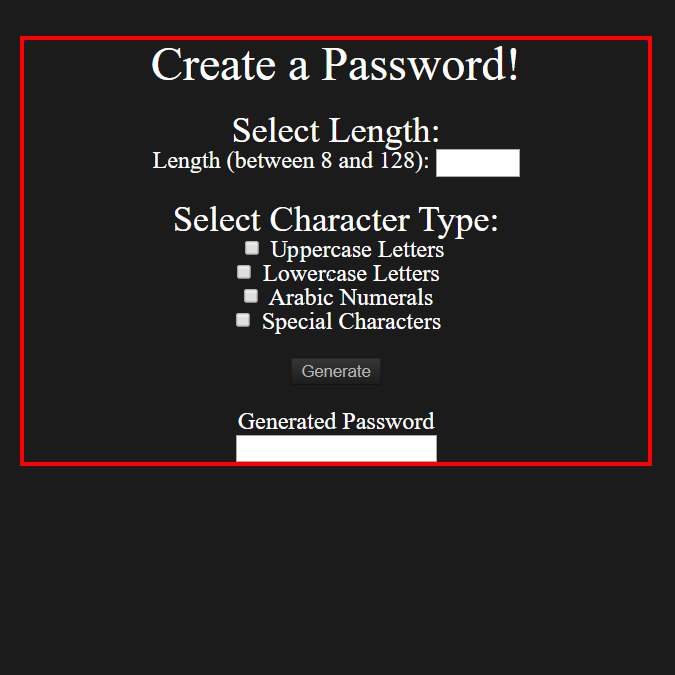 Create a Password!
Select Length:
Length (between 8 and 128):
Select Character Type:
Uppercase Letters
Lowercase Letters
Arabic Numerals
Special Characters
Generate
Generated Password